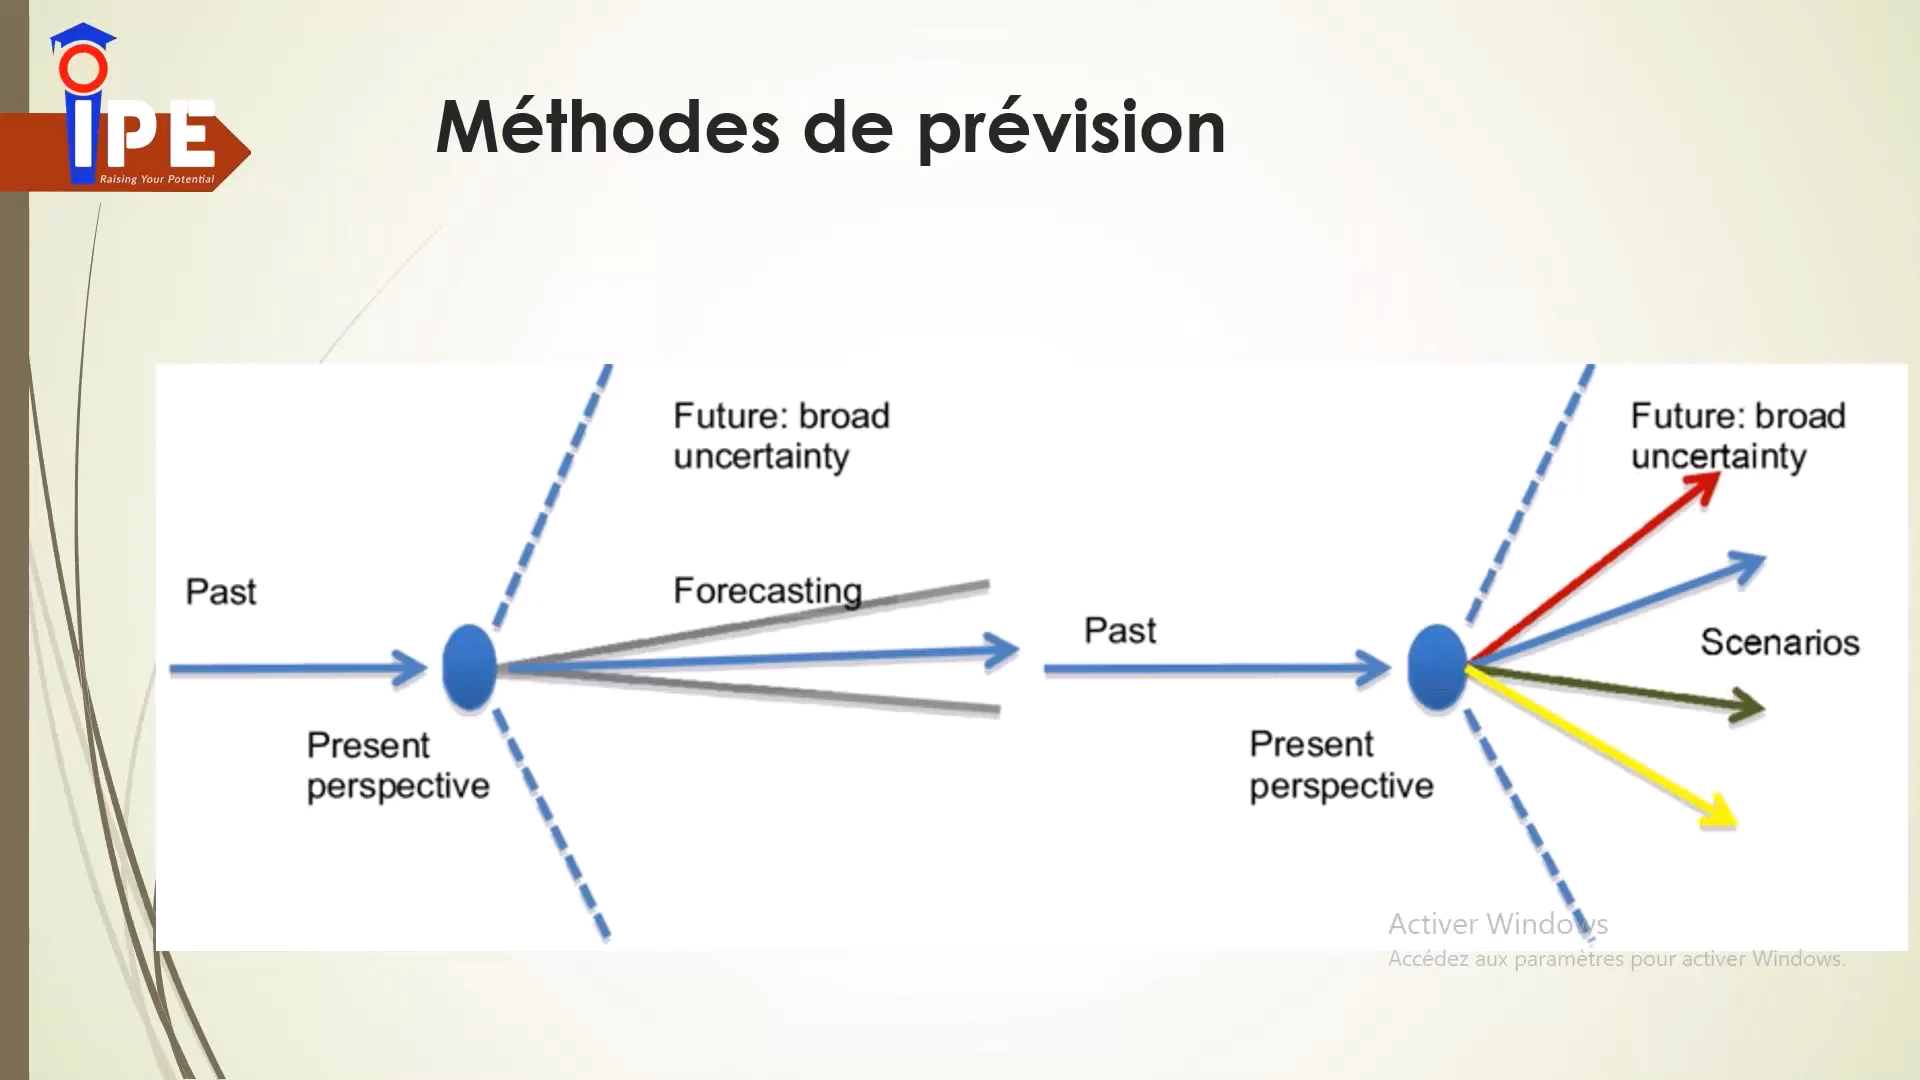 IPE
Raising Your Potential
Méthodes de prévision
Future: broad
uncertainty
Past
Forecasting
Present
perspective
Future: broad
uncertainty
Past
Scenarios
Present
perspective
Activer Windows
Accédez aux paramètres pour activer Windows.